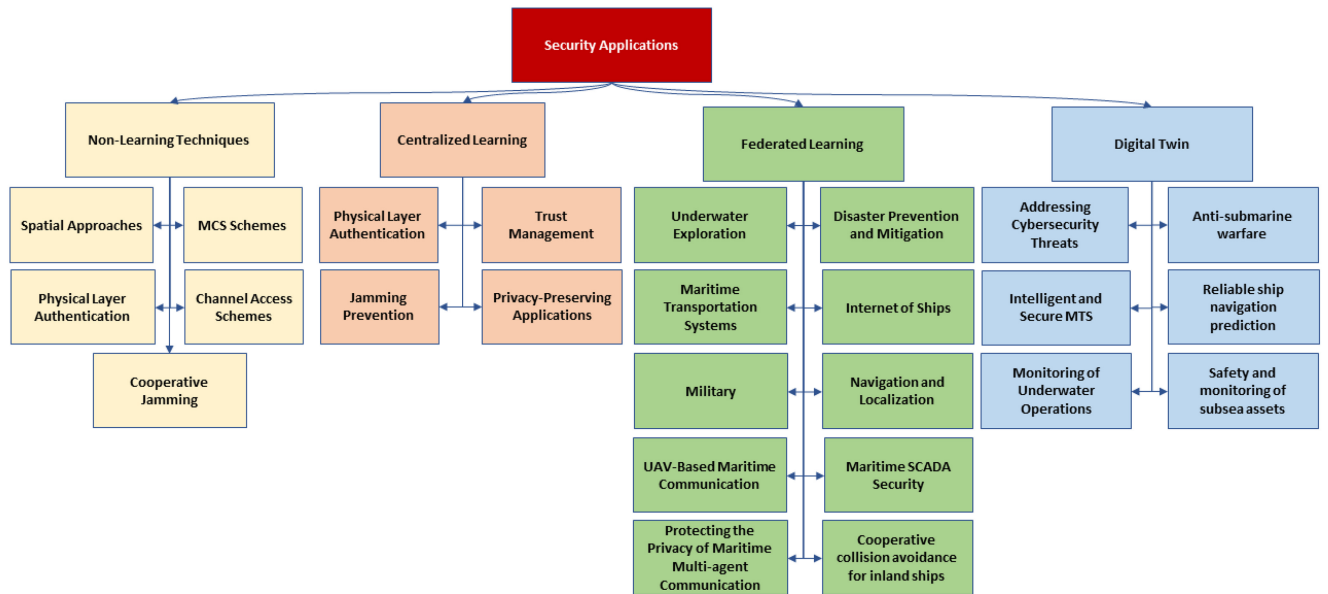 Security Applications
Non-Learning Techniques
Centralized Learning
Federated Learning
Digital Twin
Spatial Approaches
MCS Schemes
Physical Layer
Authentication
Channel Access
Schemes
Cooperative
Jamming
Physical Layer
Authentication
Trust
Management
Jamming
Prevention
Privacy-Preserving
Applications
Underwater
Exploration
Disaster Prevention
and Mitigation
Maritime
Transportation
Systems
Internet of Ships
Military
Navigation and
Localization
UAV-Based Maritime
Communication
Maritime SCADA
Security
Protecting the
Privacy of Maritime
Multi-agent
Communication
Cooperative
collision avoidance
for inland ships
Addressing
Cybersecurity
Threats
Anti-submarine
warfare
Intelligent and
Secure MTS
Reliable ship
navigation
prediction
Monitoring of
Underwater
Operations
Safety and
monitoring of
subsea assets